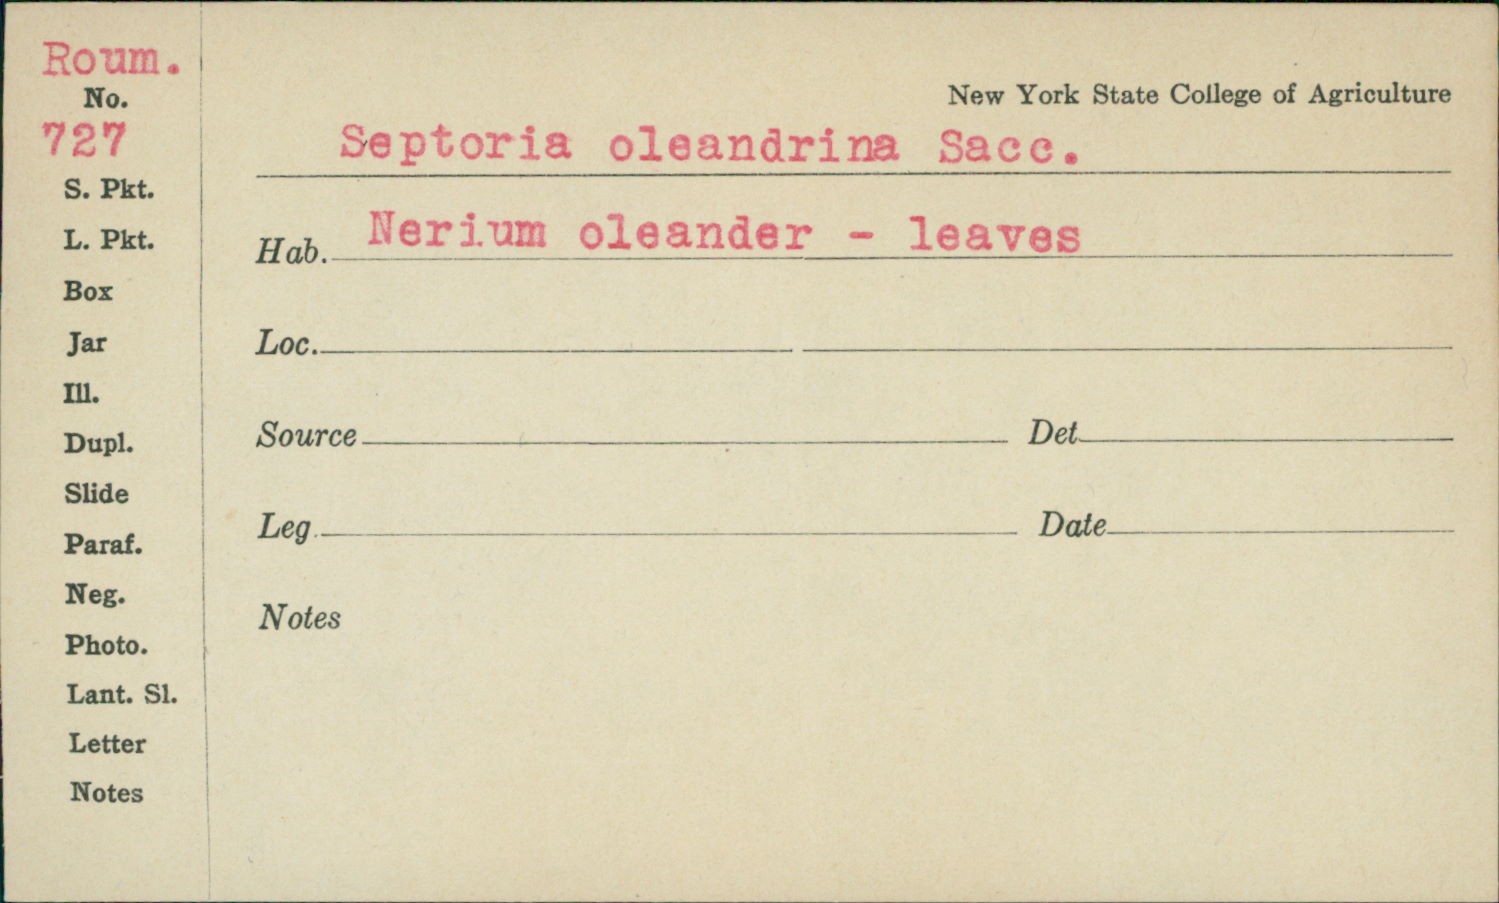 Roum.
No.
727
S. Pkt.
L. Pkt.
Box
Jar
Ill.
Dupl.
Slide
Paraf.
Neg.
Photo.
Lant. Sl.
Letter
Notes
New York State College of Agriculture
Septoria oleandrina Sacc.
Hab. Nerium oleander - leaves
Loc.
Source Det.
Leg. Date
Notes